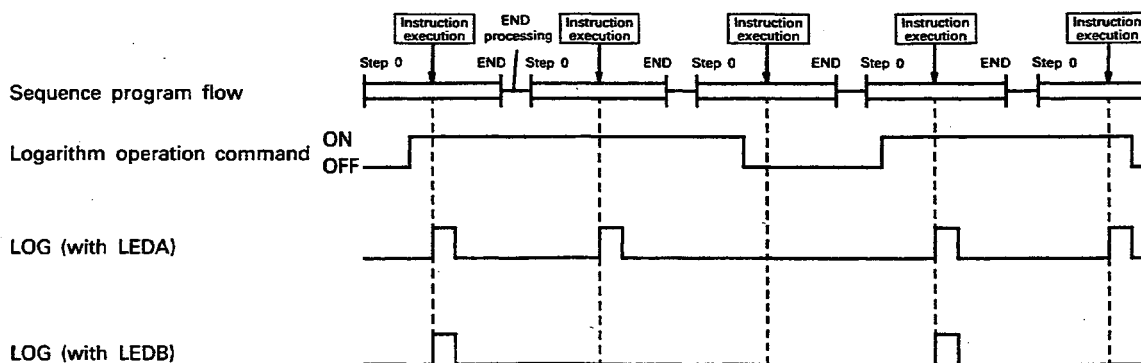 Instruction execution
END processing
Instruction execution
Instruction execution
Instruction execution
Instruction execution
Step 0 END Step 0 END Step 0 END Step 0 END Step 0
Sequence program flow
Logarithm operation command ON OFF
LOG (with LEDA)
LOG (with LEDB)